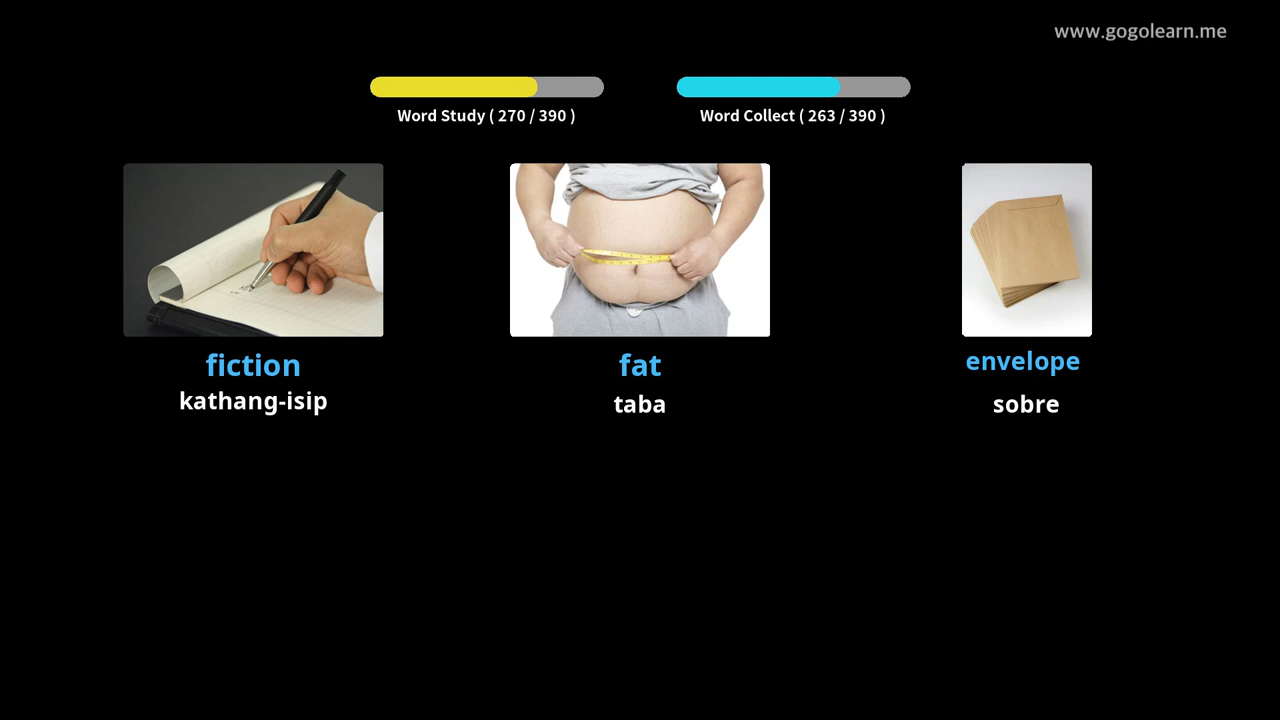 www.gogolearn.me
Word Study ( 270 / 390 )
Word Collect ( 263 / 390 )
fiction
kathang-isip
fat
taba
envelope
sobre